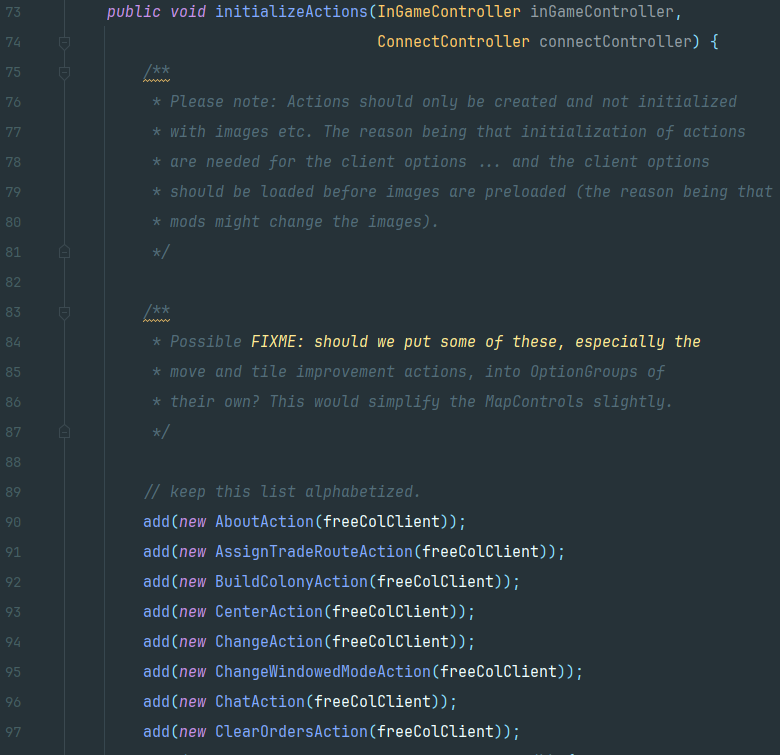 73 public void initializeActions(InGameController inGameController,
74 ConnectController connectController) {
75 /**
76 * Please note: Actions should only be created and not initialized
77 * with images etc. The reason being that initialization of actions
78 * are needed for the client options ... and the client options
79 * should be loaded before images are preloaded (the reason being that
80 * mods might change the images).
81 */
82
83 /**
84 * Possible FIXME: should we put some of these, especially the
85 * move and tile improvement actions, into OptionGroups of
86 * their own? This would simplify the MapControls slightly.
87 */
88
89 // keep this list alphabetized.
90 add(new AboutAction(freeColClient));
91 add(new AssignTradeRouteAction(freeColClient));
92 add(new BuildColonyAction(freeColClient));
93 add(new CenterAction(freeColClient));
94 add(new ChangeAction(freeColClient));
95 add(new ChangeWindowedModeAction(freeColClient));
96 add(new ChatAction(freeColClient));
97 add(new ClearOrdersAction(freeColClient));